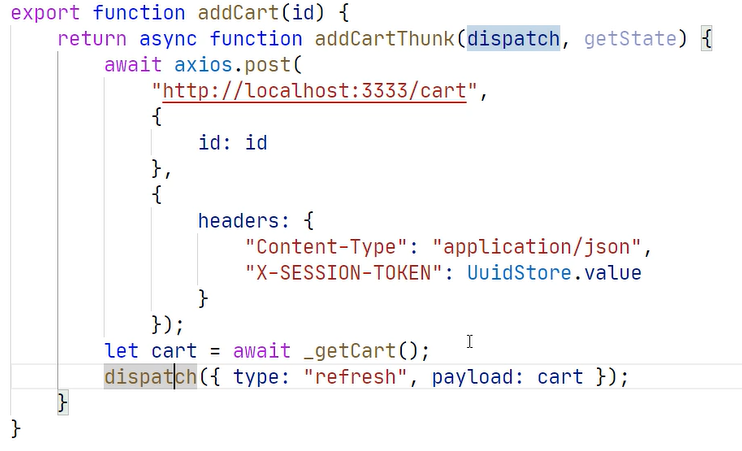 export function addCart(id) {
    return async function addCartThunk(dispatch, getState) {
        await axios.post(
            "http://localhost:3333/cart",
            {
                id: id
            },
            {
                headers: {
                    "Content-Type": "application/json",
                    "X-SESSION-TOKEN": UuidStore.value
                }
            });
        let cart = await _getCart();
        dispatch({ type: "refresh", payload: cart });
    }
}